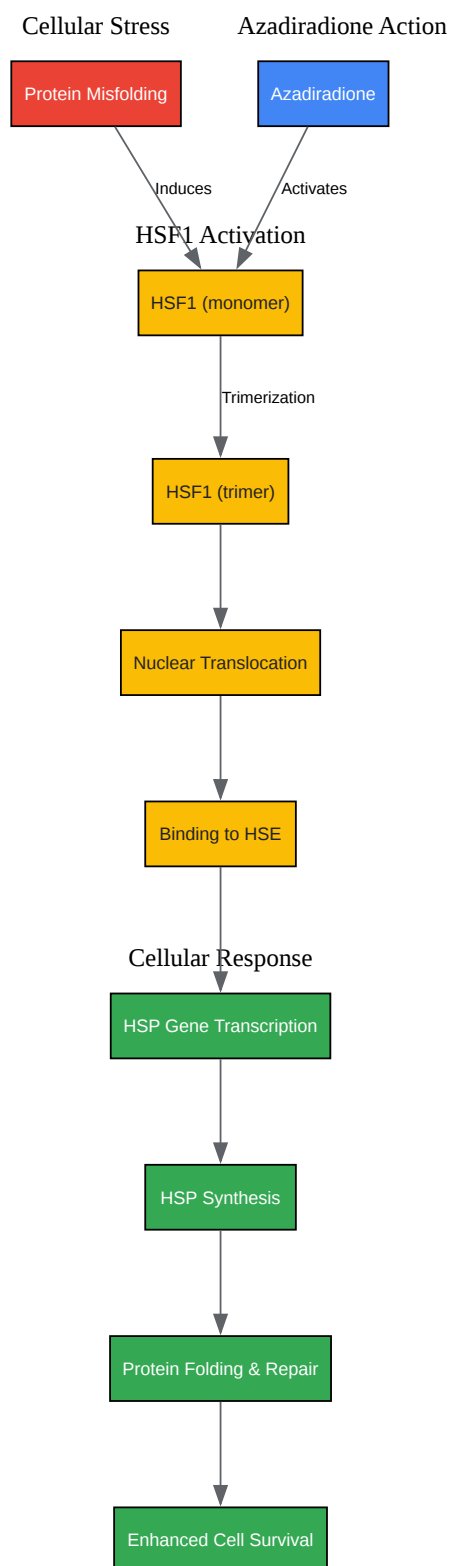 Cellular Stress
Azadiradione Action
Protein Misfolding
Azadiradione
Induces
Activates
HSF1 Activation
HSF1 (monomer)
Trimerization
HSF1 (trimer)
Nuclear Translocation
Binding to HSE
Cellular Response
HSP Gene Transcription
HSP Synthesis
Protein Folding & Repair
Enhanced Cell Survival